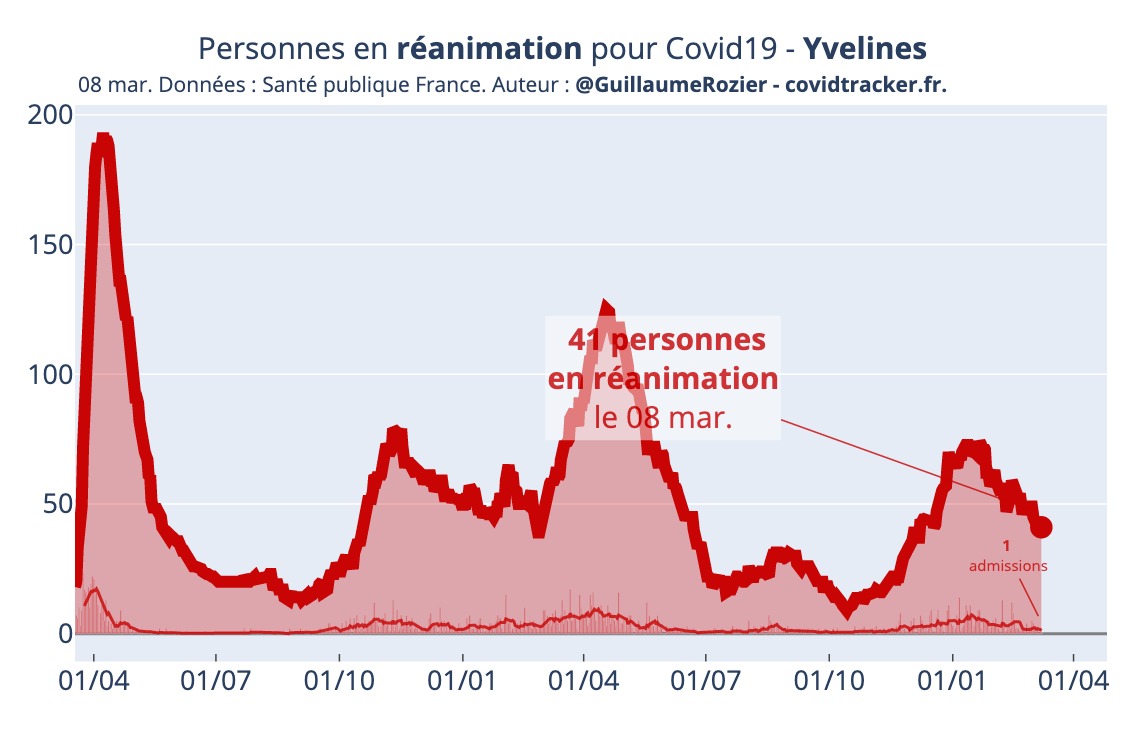 Personnes en réanimation pour Covid19 - Yvelines
08 mar. Données : Santé publique France. Auteur : @GuillaumeRozier - covidtracker.fr.
200
150
100
50
0
41 personnes
en réanimation
le 08 mar.
1
admissions
01/04
01/07
01/10
01/01
01/04
01/07
01/10
01/01
01/04